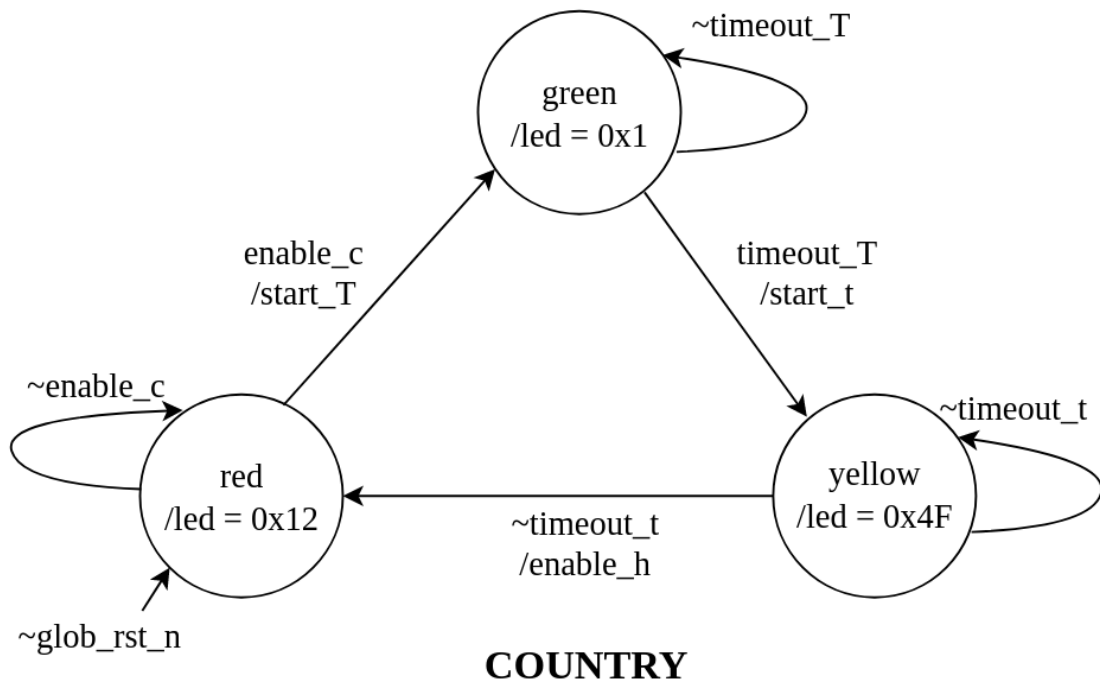 ~timeout_T
green
/led = 0x1
enable_c
/start_T
timeout_T
/start_t
~enable_c
~timeout_t
red
/led = 0x12
yellow
/led = 0x4F
~timeout_t
/enable_h
~glob_rst_n
COUNTRY